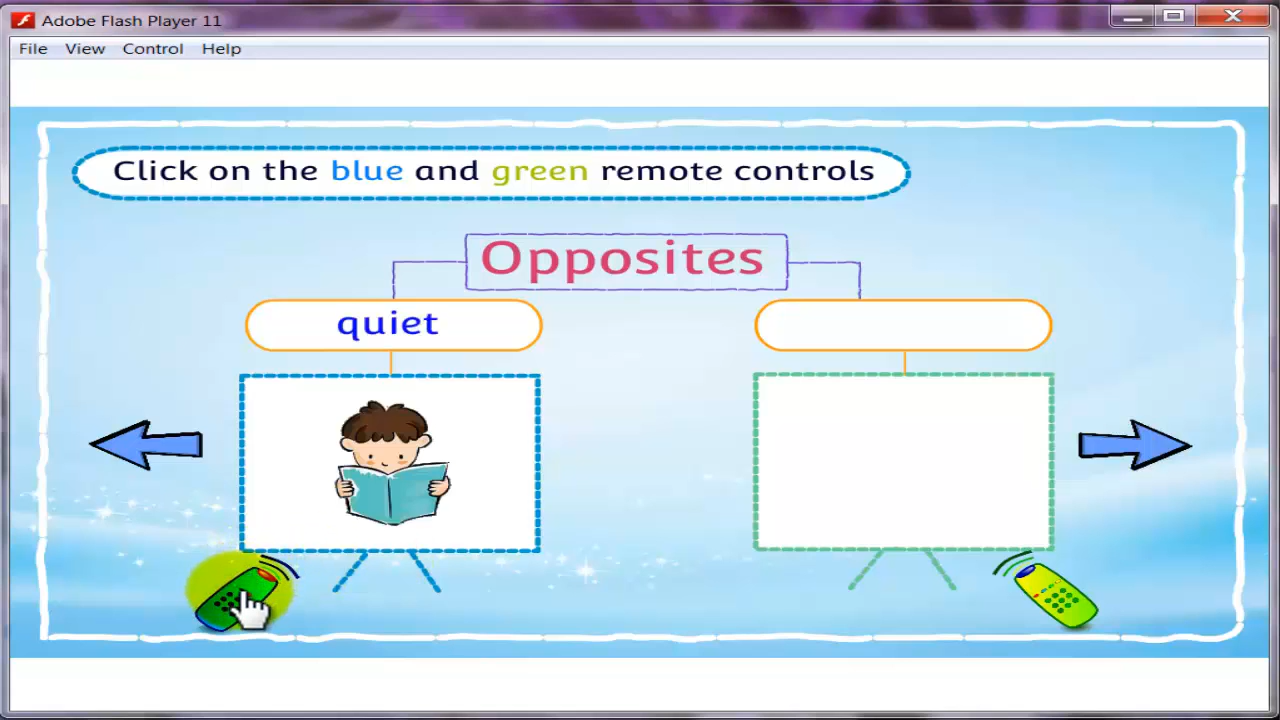 Adobe Flash Player 11
File View Control Help
Click on the blue and green remote controls
Opposites
quiet